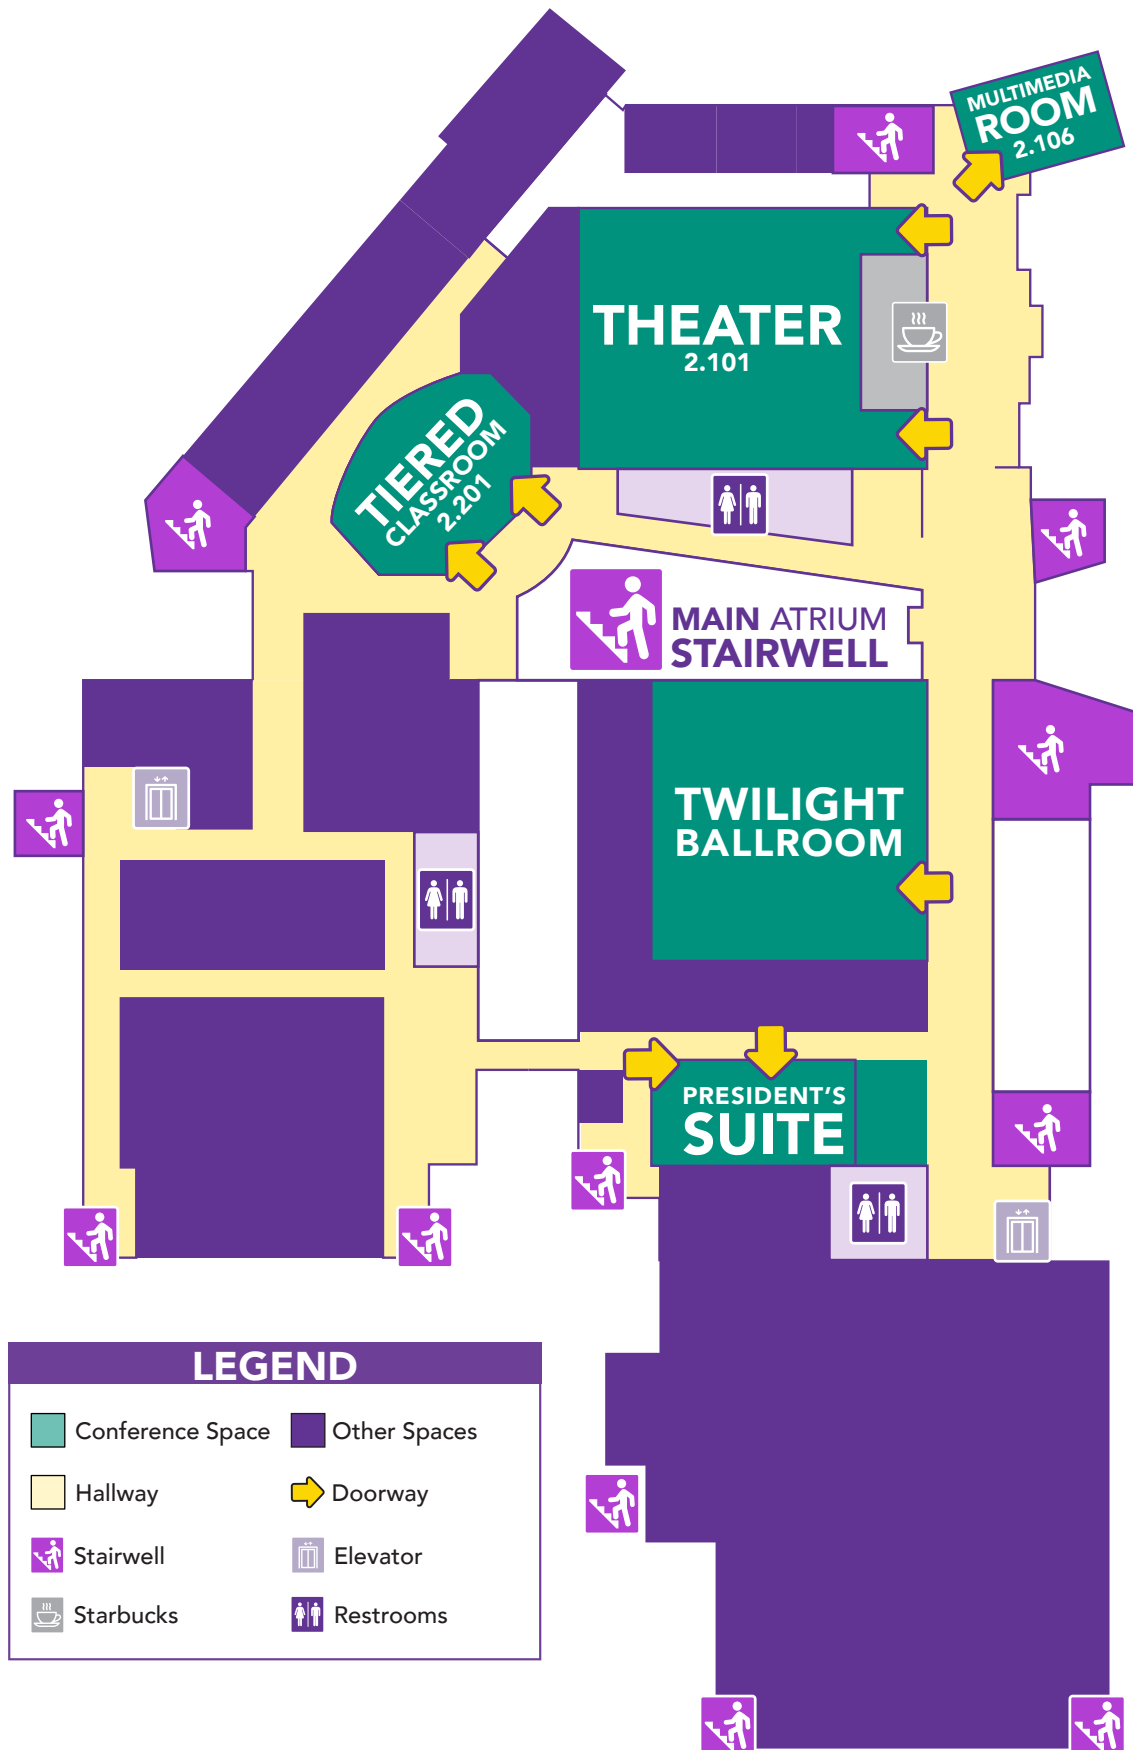 MULTIMEDIA
ROOM
2.106
THEATER
2.101
TIERED
CLASSROOM
2.201
MAIN ATRIUM
STAIRWELL
TWILIGHT
BALLROOM
PRESIDENT'S
SUITE
LEGEND
Conference Space
Other Spaces
Hallway
Doorway
Stairwell
Elevator
Starbucks
Restrooms